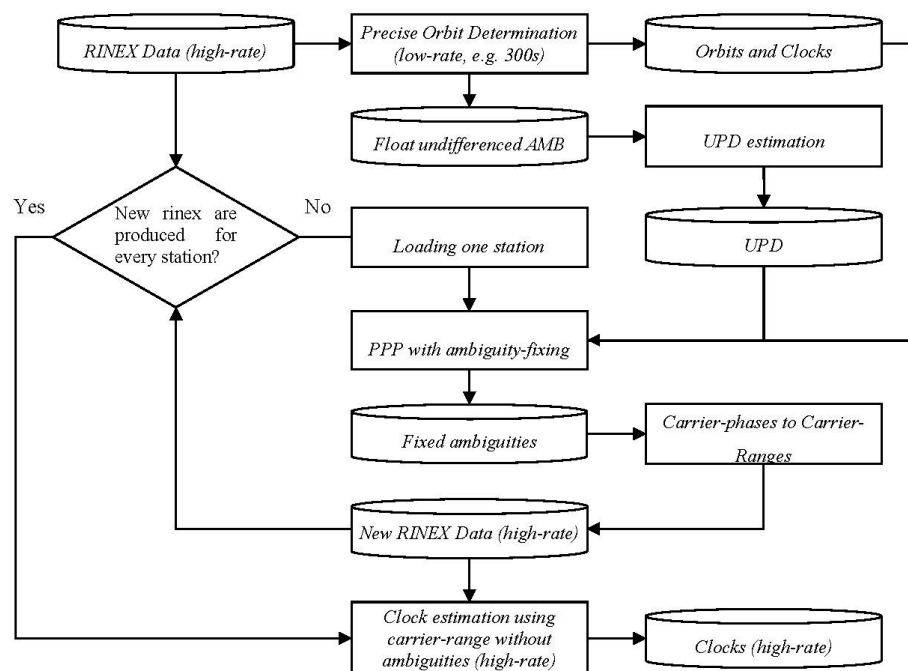 RINEX Data (high-rate)
Precise Orbit Determination
(low-rate, e.g. 300s)
Orbits and Clocks
Float undifferenced AMB
UPD estimation
Yes
New rinex are
produced for
every station?
No
Loading one station
UPD
PPP with ambiguity-fixing
Fixed ambiguities
Carrier-phases to Carrier-
Ranges
New RINEX Data (high-rate)
Clock estimation using
carrier-range without
ambiguities (high-rate)
Clocks (high-rate)